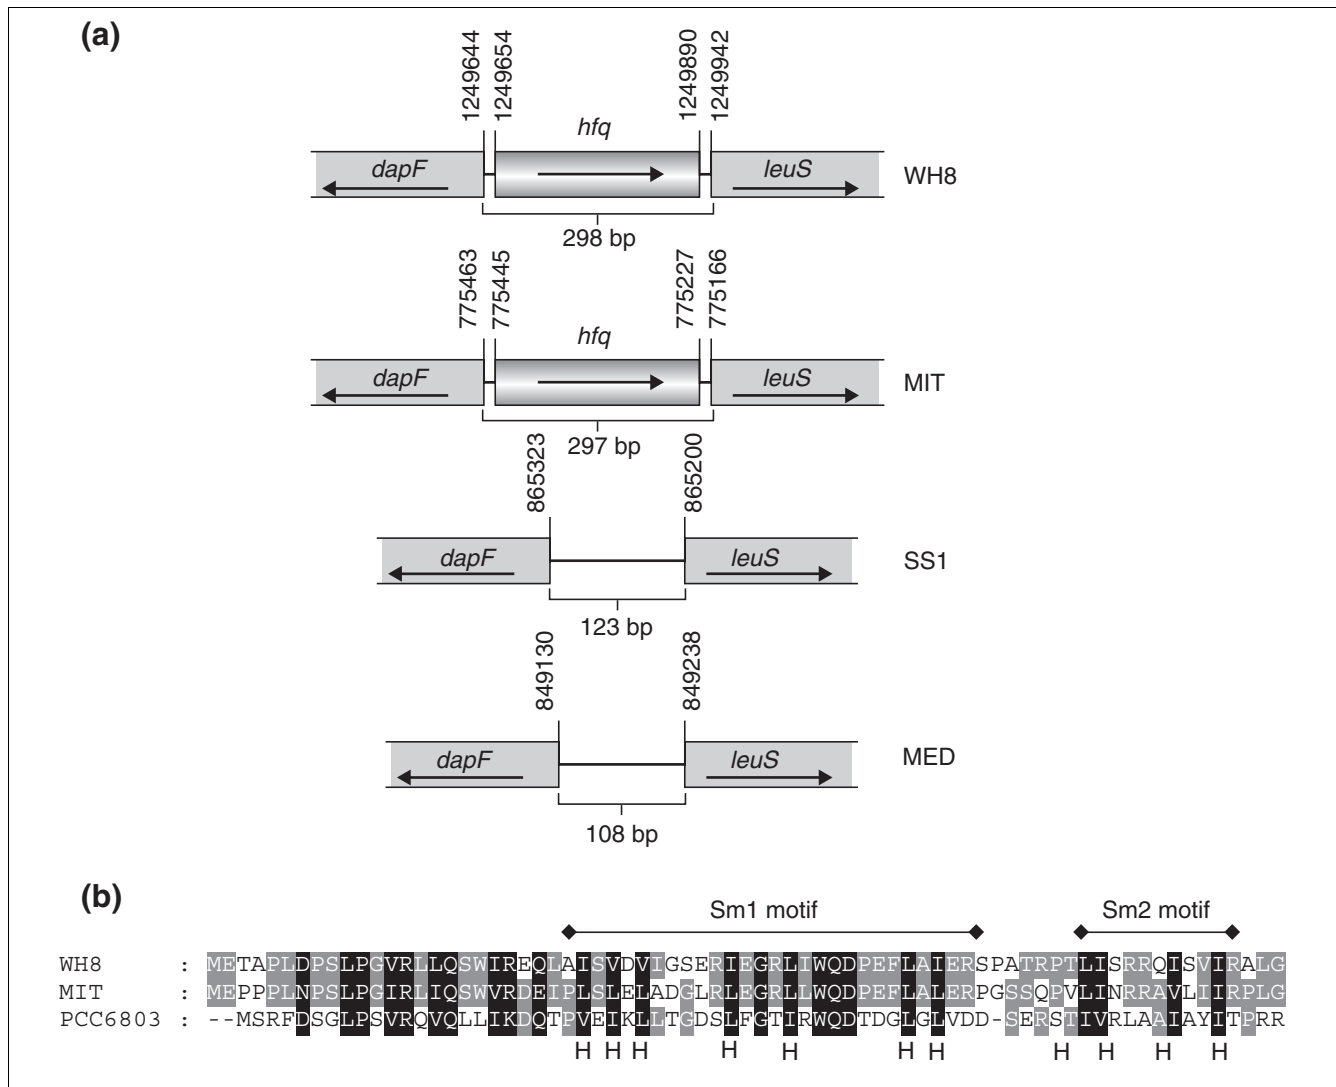 (a)
1249644 1249654 1249890 1249942
hfq
dapF leuS WH8
298 bp
775463 775445 775227 775166
hfq
dapF leuS MIT
297 bp
865323 865200
dapF leuS SS1
123 bp
849130 849238
dapF leuS MED
108 bp
(b)
Sm1 motif Sm2 motif
WH8 : METAPLDPSLPGVRLLQSWIREQLAISVDVIGSERIEGRLIWQDPEFLAIERSPATRPTLISRRQISVIRALG
MIT : MEPPPLNPSLPGIRLIQSWVRDEIPLSLELADGLRLEGRLLWQDPEFLALERPGSSQPVLINRRAVLIIRPLG
PCC6803 : --MSRFDSGLPSVRQVQLLIKDQTPVEIKLLTGDSLFGTIRWQDTDGLGLVDD-SERSTIVRLAAIAYITPRR
H H H H H H H H H H H